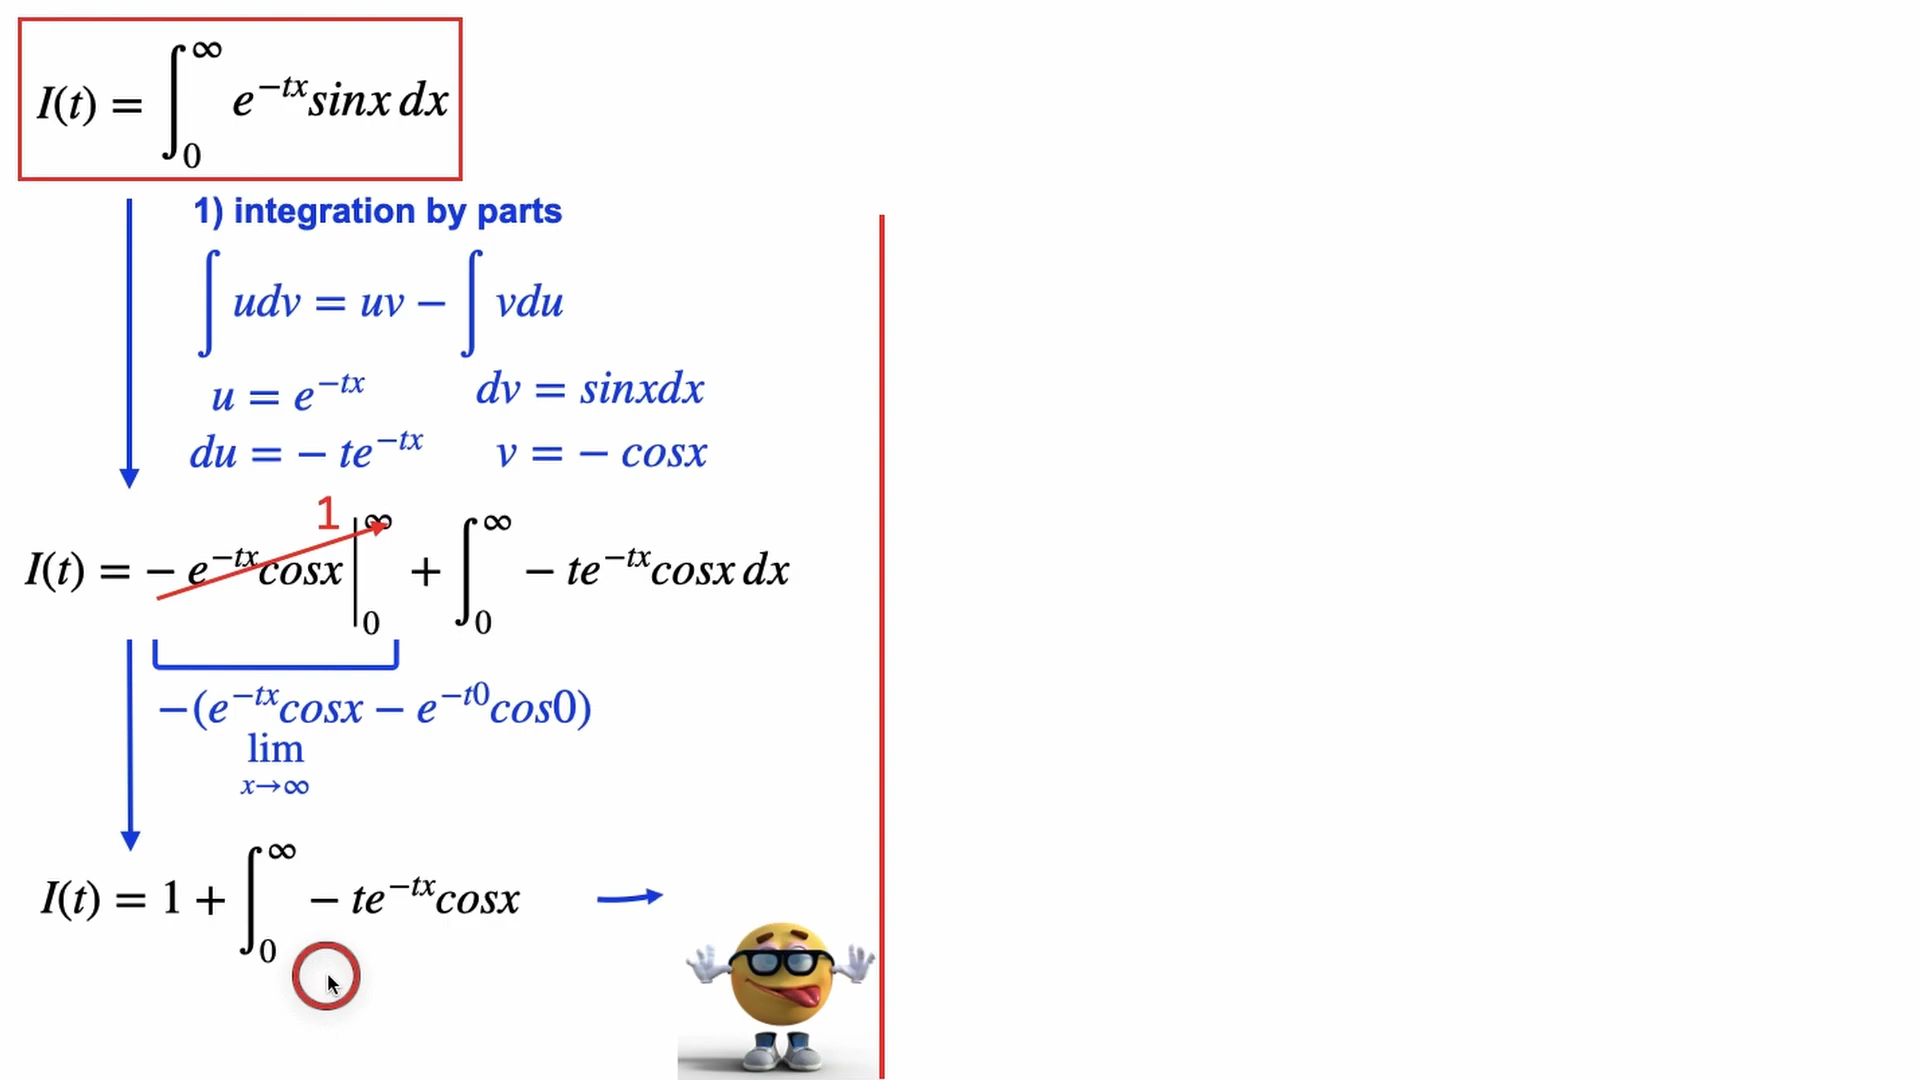 I(t) = ∫₀^∞ e^{−tx} sinx dx
1) integration by parts
∫ udv = uv − ∫ vdu
u = e^{−tx} dv = sinxdx
du = − te^{−tx} v = − cosx
1
I(t) = − e^{−tx}cosx |₀^∞ + ∫₀^∞ − te^{−tx}cosx dx
−(e^{−tx}cosx − e^{−t0}cos0)
lim
x→∞
I(t) = 1 + ∫₀^∞ − te^{−tx}cosx